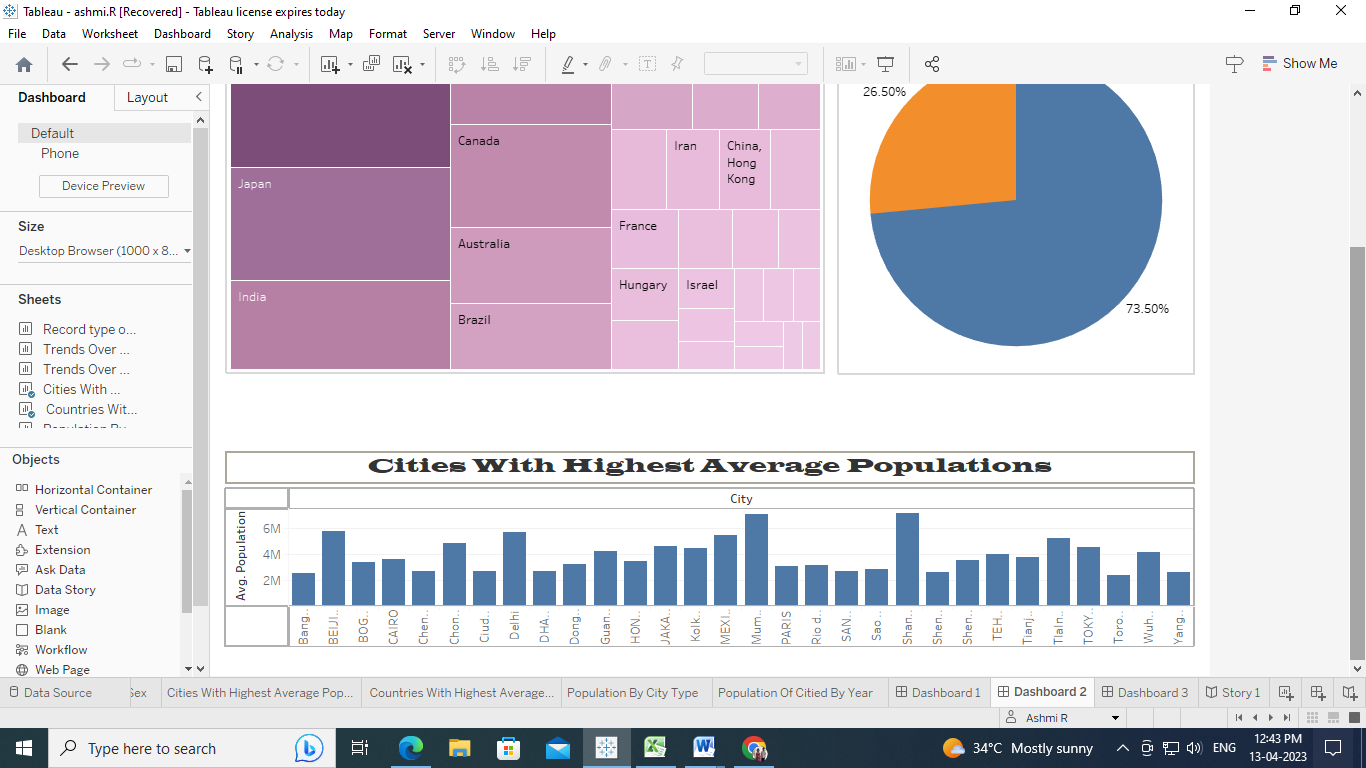 Tableau - ashmi.R [Recovered] - Tableau license expires today
File Data Worksheet Dashboard Story Analysis Map Format Server Window Help
Show Me
Dashboard Layout
Default
Phone
Device Preview
Size
Desktop Browser (1000 x 8...
Sheets
Record type o...
Trends Over ...
Trends Over ...
Cities With ...
Countries Wit...
Population By
Objects
Horizontal Container
Vertical Container
Text
Extension
Ask Data
Data Story
Image
Blank
Workflow
Web Page
Japan
India
Canada
Australia
Brazil
Iran
China, Hong Kong
France
Hungary
Israel
26.50%
73.50%
Cities With Highest Average Populations
City
Avg. Population
6M
4M
2M
Bang..
BEIJI..
BOG..
CAIRO
Chen..
Chon..
Ciud..
Delhi
DHA..
Dong..
Guan..
HON..
JAKA..
Kolk..
MEXI..
Mum..
PARIS
Rio d..
SAN..
Sao..
Shan..
Shen..
Shen..
TEH..
Tianj..
Tlaln..
TOKY..
Toro..
Wuh..
Yang..
Data Source Sex Cities With Highest Average Pop... Countries With Highest Average... Population By City Type Population Of Citied By Year Dashboard 1 Dashboard 2 Dashboard 3 Story 1
Ashmi R
Type here to search
34°C Mostly sunny
ENG
12:43 PM
13-04-2023